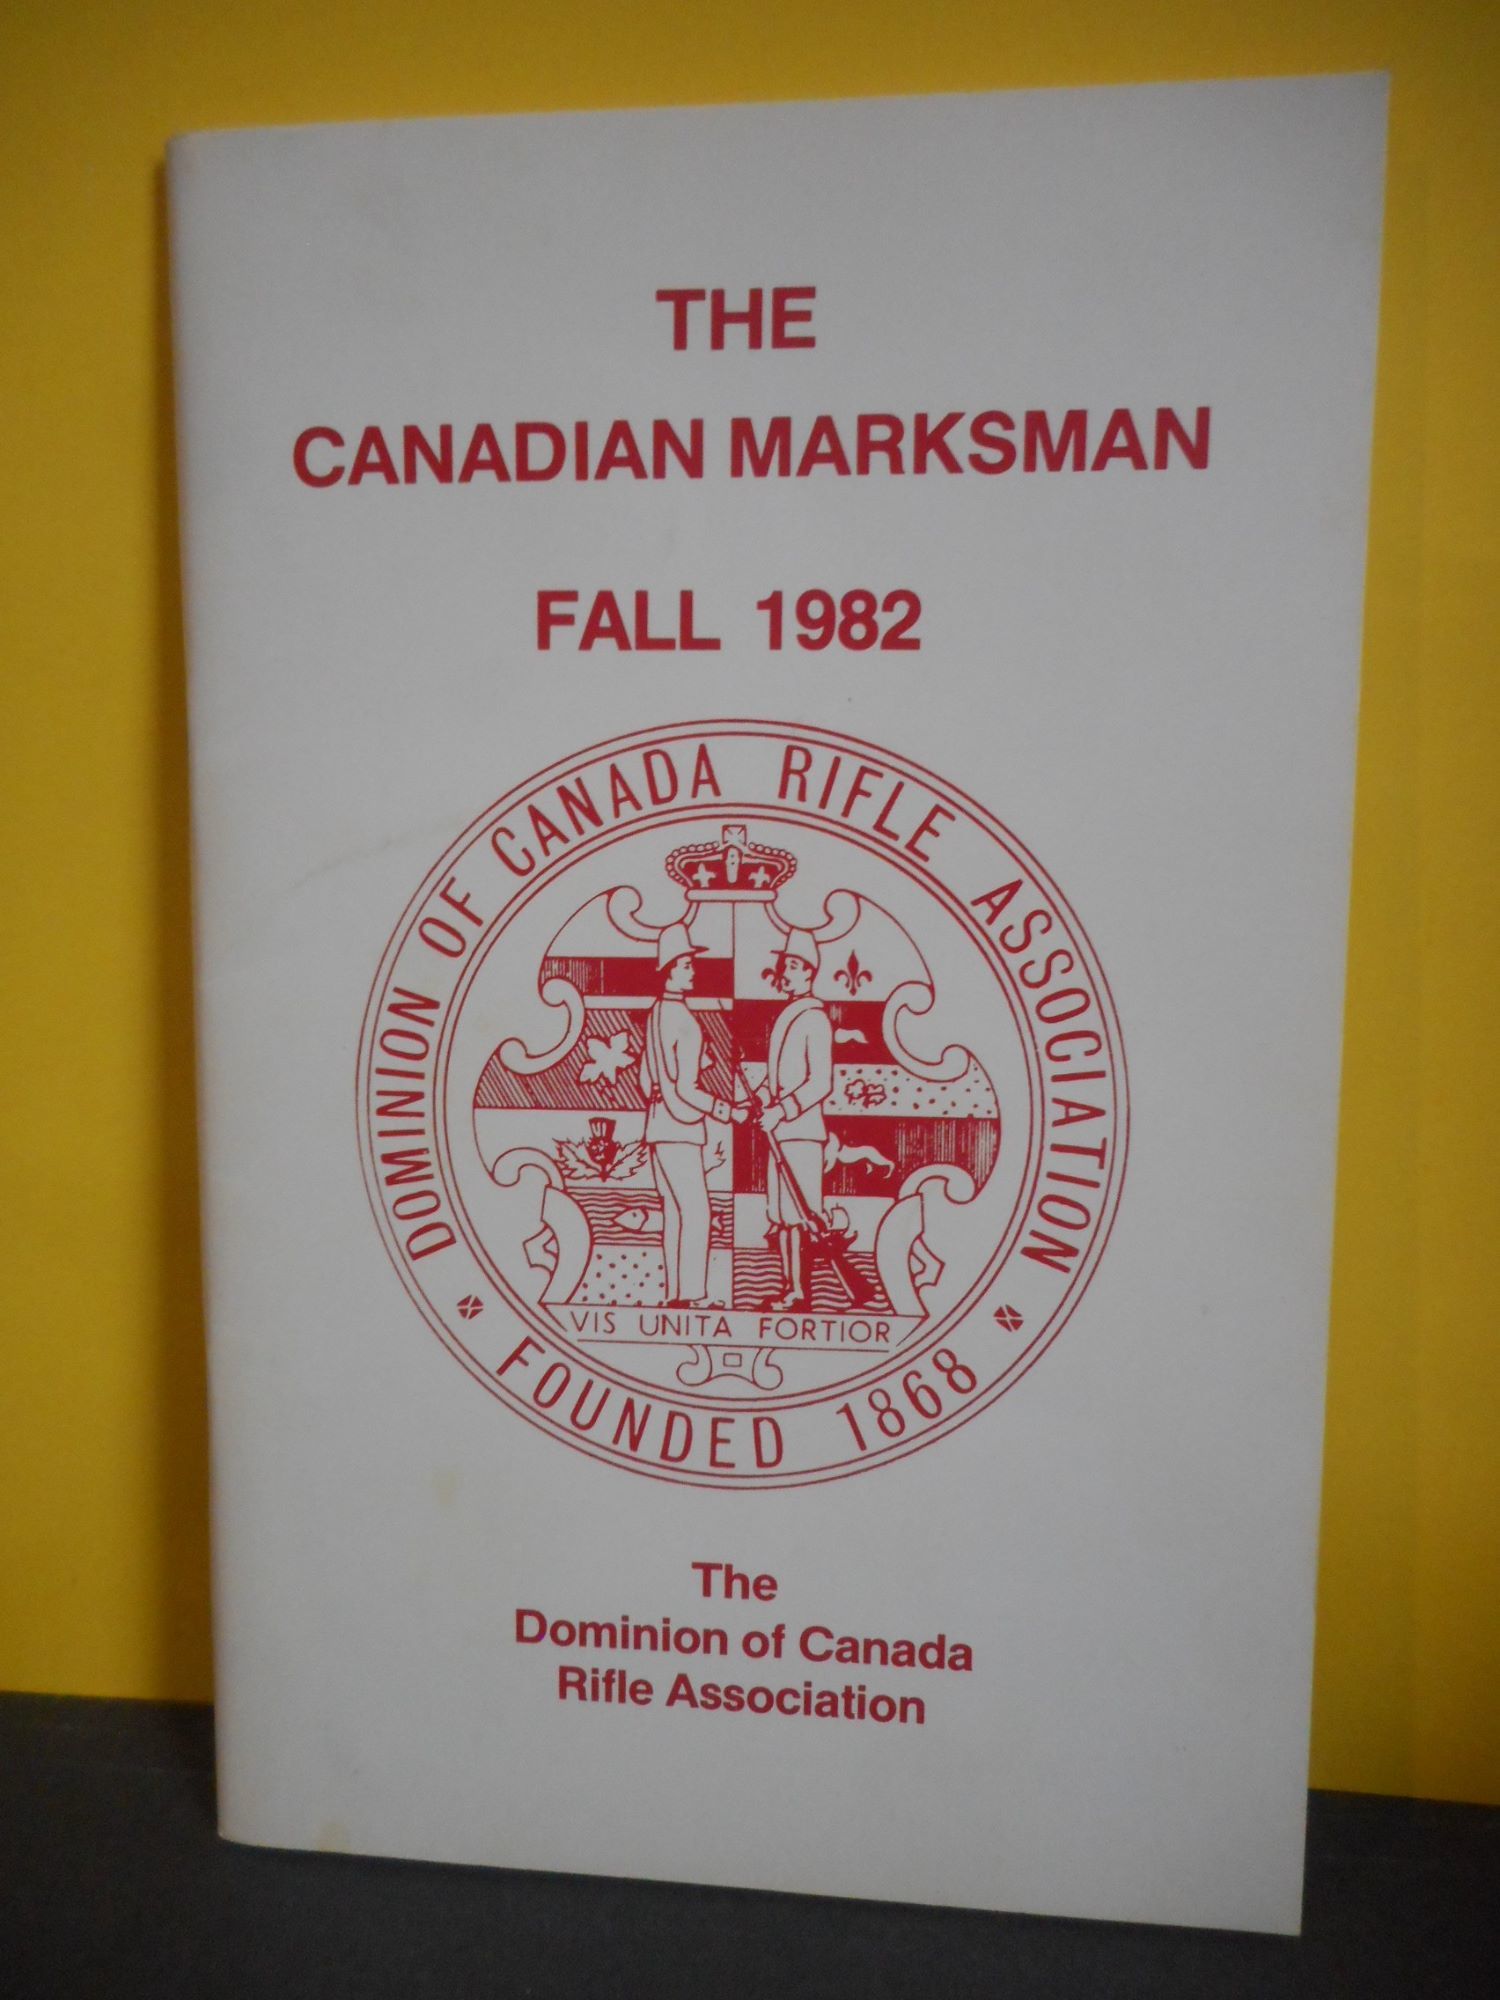 THE
CANADIAN MARKSMAN
FALL 1982
DOMINION OF CANADA RIFLE ASSOCIATION
VIS UNITA FORTIOR
FOUNDED 1868
The
Dominion of Canada
Rifle Association